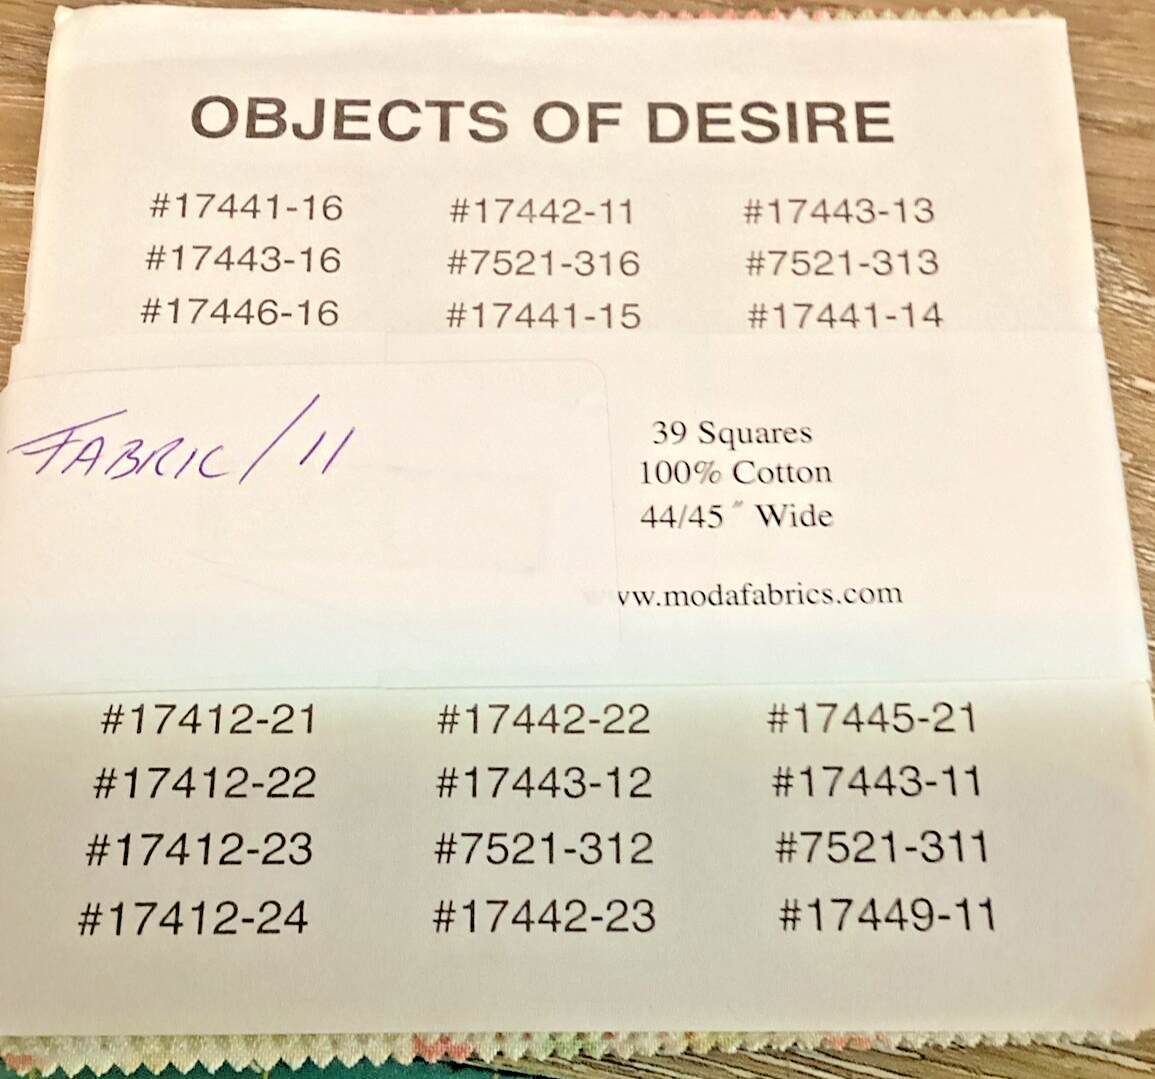 OBJECTS OF DESIRE
#17441-16 #17442-11 #17443-13
#17443-16 #7521-316 #7521-313
#17446-16 #17441-15 #17441-14
FABRIC/11
39 Squares
100% Cotton
44/45" Wide
w.modafabrics.com
#17412-21 #17442-22 #17445-21
#17412-22 #17443-12 #17443-11
#17412-23 #7521-312 #7521-311
#17412-24 #17442-23 #17449-11